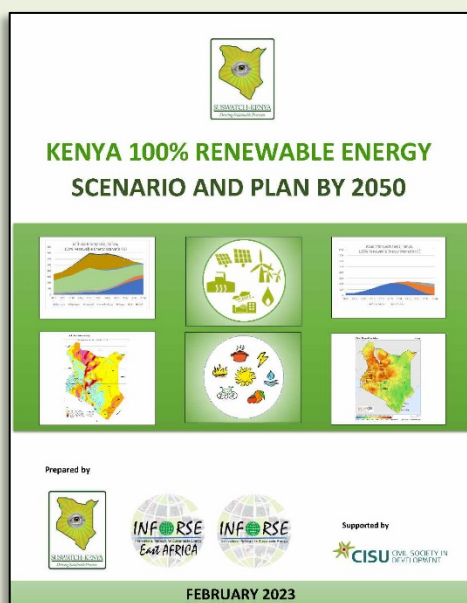 SUSWATCH-KENYA
KENYA 100% RENEWABLE ENERGY
SCENARIO AND PLAN BY 2050
Prepared by
SUSWATCH-KENYA
INFORSE
East AFRICA
INFORSE
Supported by
CISU CIVIL SOCIETY IN
DEVELOPMENT
FEBRUARY 2023